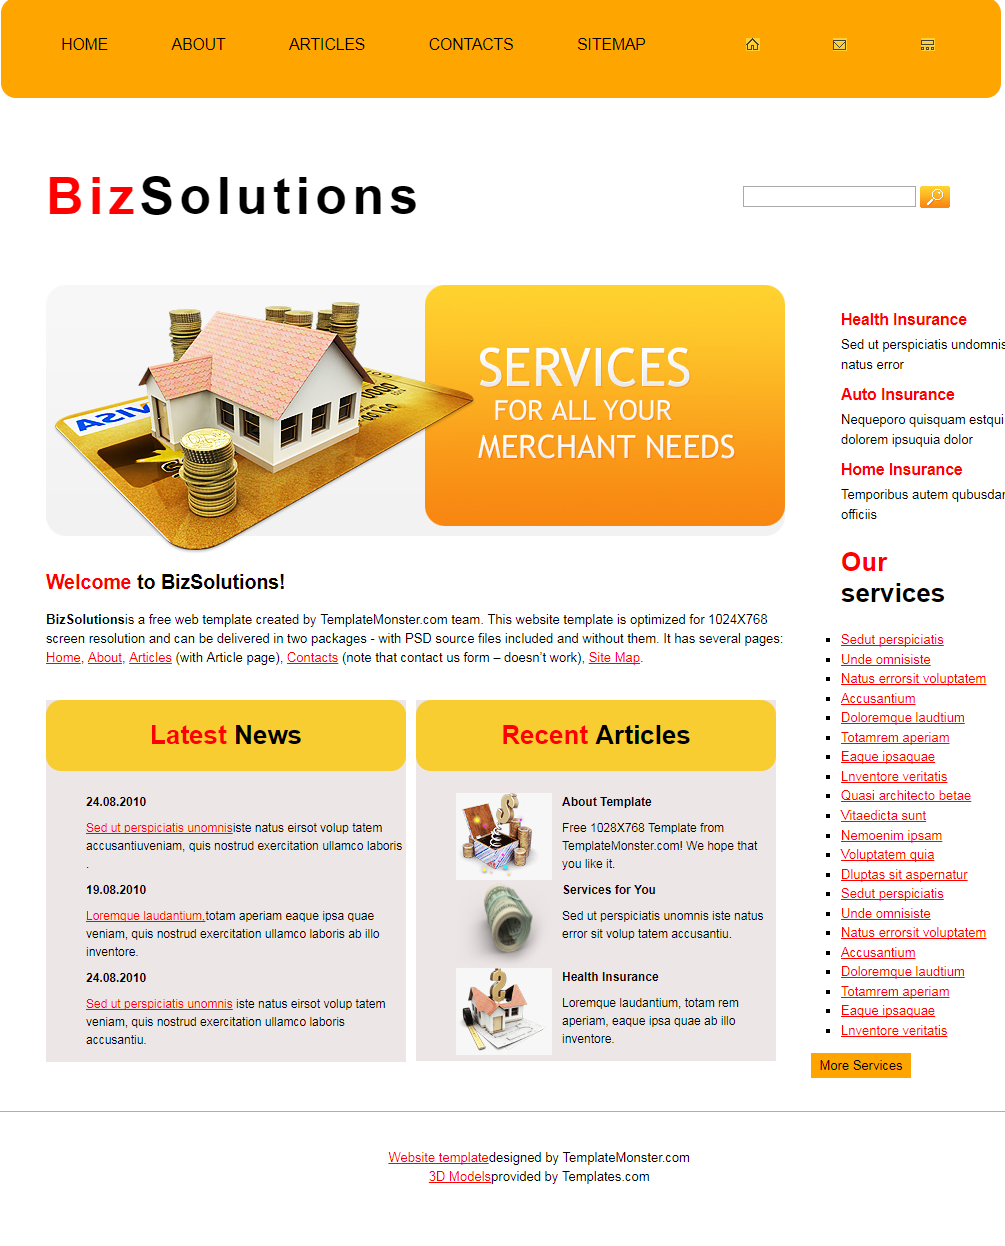 HOME ABOUT ARTICLES CONTACTS SITEMAP
BizSolutions
VISA
SERVICES
FOR ALL YOUR
MERCHANT NEEDS
Health Insurance
Sed ut perspiciatis undomnis
natus error
Auto Insurance
Nequeporo quisquam estqui
dolorem ipsuquia dolor
Home Insurance
Temporibus autem qubusdar
officiis
Welcome to BizSolutions!
BizSolutionsis a free web template created by TemplateMonster.com team. This website template is optimized for 1024X768
screen resolution and can be delivered in two packages - with PSD source files included and without them. It has several pages:
Home, About, Articles (with Article page), Contacts (note that contact us form – doesn't work), Site Map.
Latest News
24.08.2010
Sed ut perspiciatis unomnisiste natus eirsot volup tatem
accusantiuveniam, quis nostrud exercitation ullamco laboris
.
19.08.2010
Loremque laudantium,totam aperiam eaque ipsa quae
veniam, quis nostrud exercitation ullamco laboris ab illo
inventore.
24.08.2010
Sed ut perspiciatis unomnis iste natus eirsot volup tatem
veniam, quis nostrud exercitation ullamco laboris
accusantiu.
Recent Articles
About Template
Free 1028X768 Template from
TemplateMonster.com! We hope that
you like it.
Services for You
Sed ut perspiciatis unomnis iste natus
error sit volup tatem accusantiu.
Health Insurance
Loremque laudantium, totam rem
aperiam, eaque ipsa quae ab illo
inventore.
Our
services
Sedut perspiciatis
Unde omnisiste
Natus errorsit voluptatem
Accusantium
Doloremque laudtium
Totamrem aperiam
Eaque ipsaquae
Lnventore veritatis
Quasi architecto betae
Vitaedicta sunt
Nemoenim ipsam
Voluptatem quia
Dluptas sit aspernatur
Sedut perspiciatis
Unde omnisiste
Natus errorsit voluptatem
Accusantium
Doloremque laudtium
Totamrem aperiam
Eaque ipsaquae
Lnventore veritatis
More Services
Website templatedesigned by TemplateMonster.com
3D Modelsprovided by Templates.com